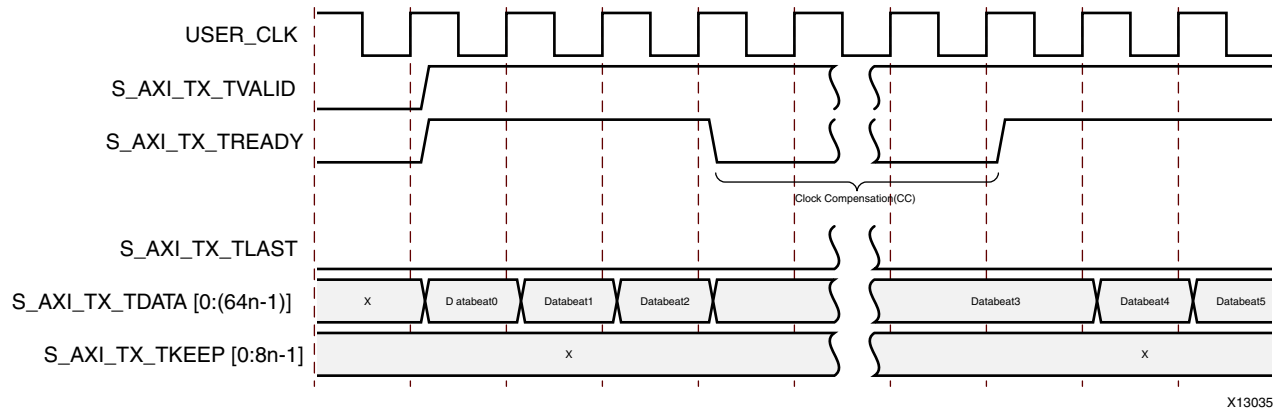 USER_CLK
S_AXI_TX_TVALID
S_AXI_TX_TREADY
Clock Compensation(CC)
S_AXI_TX_TLAST
S_AXI_TX_TDATA [0:(64n-1)] X D atabeat0 Databeat1 Databeat2 Databeat3 Databeat4 Databeat5
S_AXI_TX_TKEEP [0:8n-1] X X
X13035